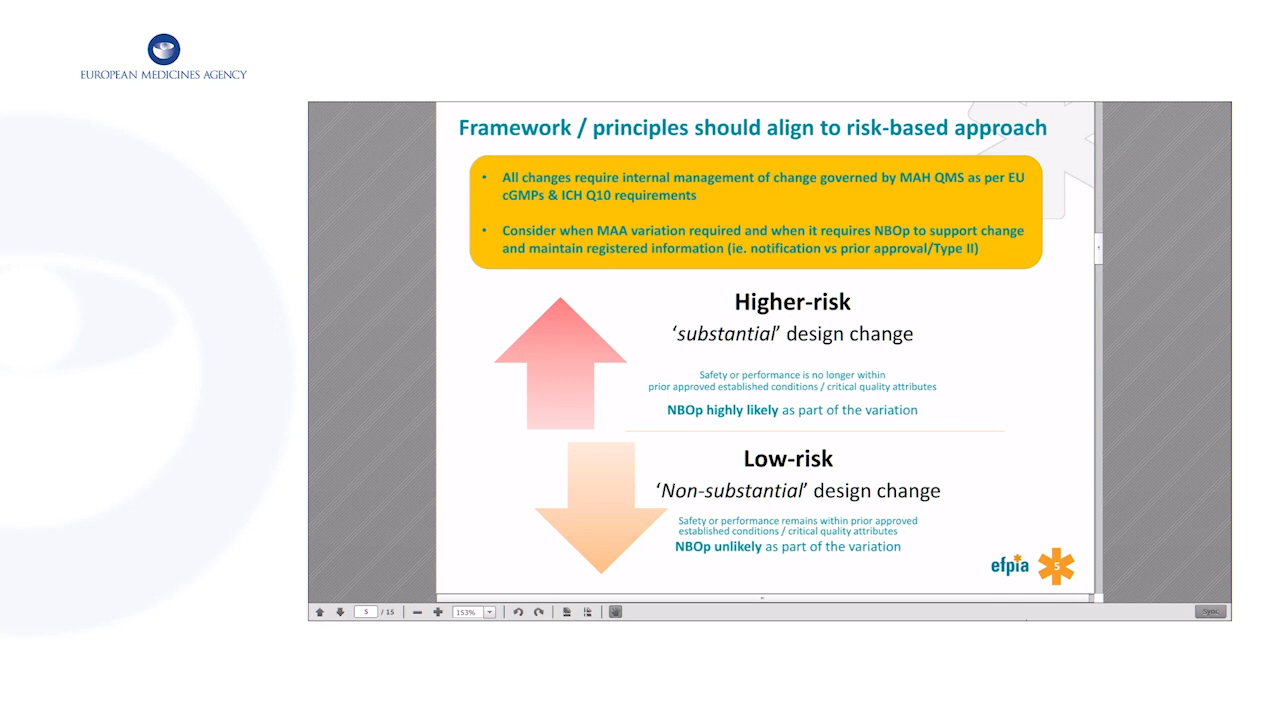 EUROPEAN MEDICINES AGENCY
Framework / principles should align to risk-based approach
• All changes require internal management of change governed by MAH QMS as per EU
cGMPs & ICH Q10 requirements
• Consider when MAA variation required and when it requires NBOp to support change
and maintain registered information (ie. notification vs prior approval/Type II)
Higher-risk
‘substantial’ design change
Safety or performance is no longer within
prior approved established conditions / critical quality attributes
NBOp highly likely as part of the variation
Low-risk
‘Non-substantial’ design change
Safety or performance remains within prior approved
established conditions / critical quality attributes
NBOp unlikely as part of the variation
efpia
5
5 / 15
153%
Sync